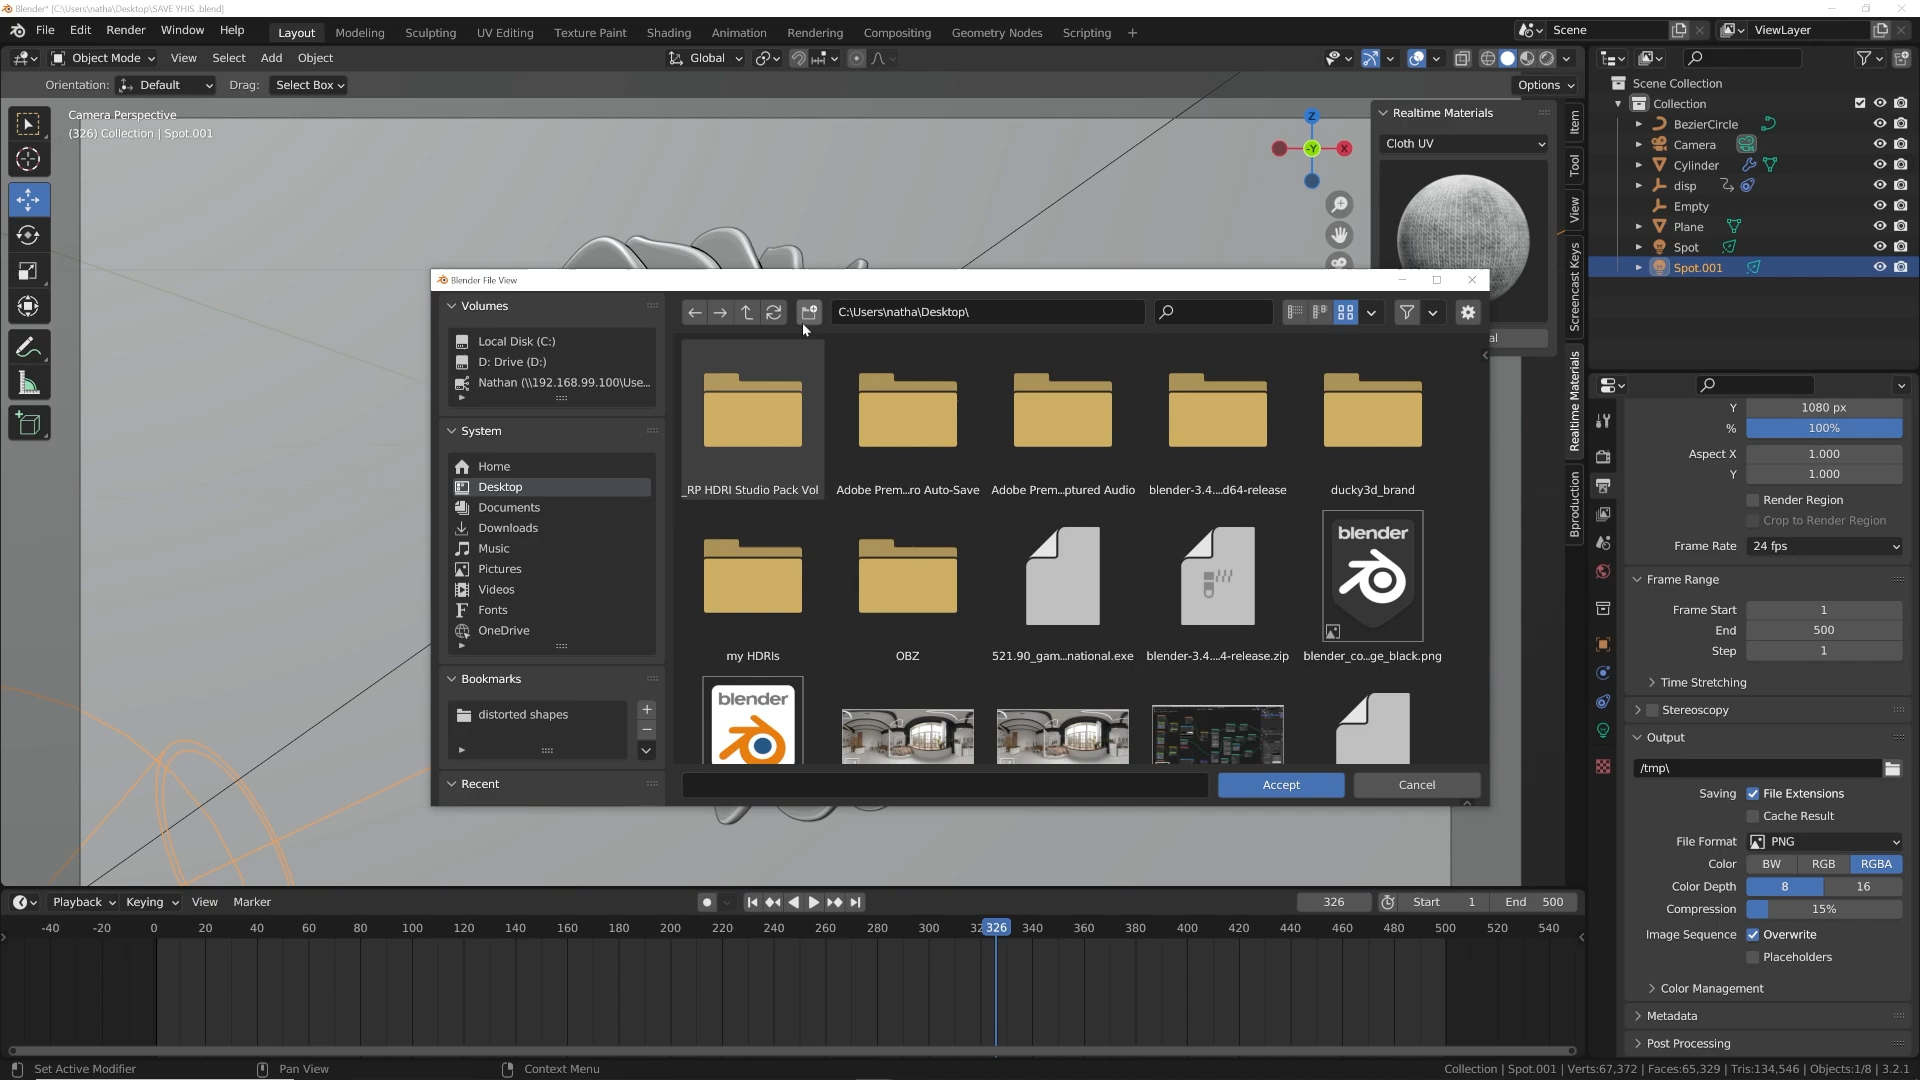 Blender* [C:\Users\natha\Desktop\SAVE YHIS .blend]
File Edit Render Window Help
Layout Modeling Sculpting UV Editing Texture Paint Shading Animation Rendering Compositing Geometry Nodes Scripting +
Scene
ViewLayer
Object Mode View Select Add Object
Global
Orientation: Default Drag: Select Box
Options
Camera Perspective
(326) Collection | Spot.001
Z
-Y
X
Realtime Materials
Cloth UV
al
Item
Tool
View
Screencast Keys
Realtime Materials
Bproduction
Scene Collection
Collection
BezierCircle
Camera
Cylinder
disp
Empty
Plane
Spot
Spot.001
Blender File View
Volumes
Local Disk (C:)
D: Drive (D:)
Nathan (\\192.168.99.100\Use...
System
Home
Desktop
Documents
Downloads
Music
Pictures
Videos
Fonts
OneDrive
Bookmarks
distorted shapes
Recent
C:\Users\natha\Desktop\
_RP HDRI Studio Pack Vol
Adobe Prem...ro Auto-Save
Adobe Prem...ptured Audio
blender-3.4....d64-release
ducky3d_brand
blender
my HDRIs
OBZ
521.90_gam...national.exe
blender-3.4....4-release.zip
blender_co...ge_black.png
blender
Accept
Cancel
Y 1080 px
% 100%
Aspect X 1.000
Y 1.000
Render Region
Crop to Render Region
Frame Rate 24 fps
Frame Range
Frame Start 1
End 500
Step 1
Time Stretching
Stereoscopy
Output
/tmp\
Saving File Extensions
Cache Result
File Format PNG
Color BW RGB RGBA
Color Depth 8 16
Compression 15%
Image Sequence Overwrite
Placeholders
Color Management
Metadata
Post Processing
Playback Keying View Marker
326 Start 1 End 500
-40 -20 0 20 40 60 80 100 120 140 160 180 200 220 240 260 280 300 32 326 340 360 380 400 420 440 460 480 500 520 540
Set Active Modifier
Pan View
Context Menu
Collection | Spot.001 | Verts:67,372 | Faces:65,329 | Tris:134,546 | Objects:1/8 | 3.2.1